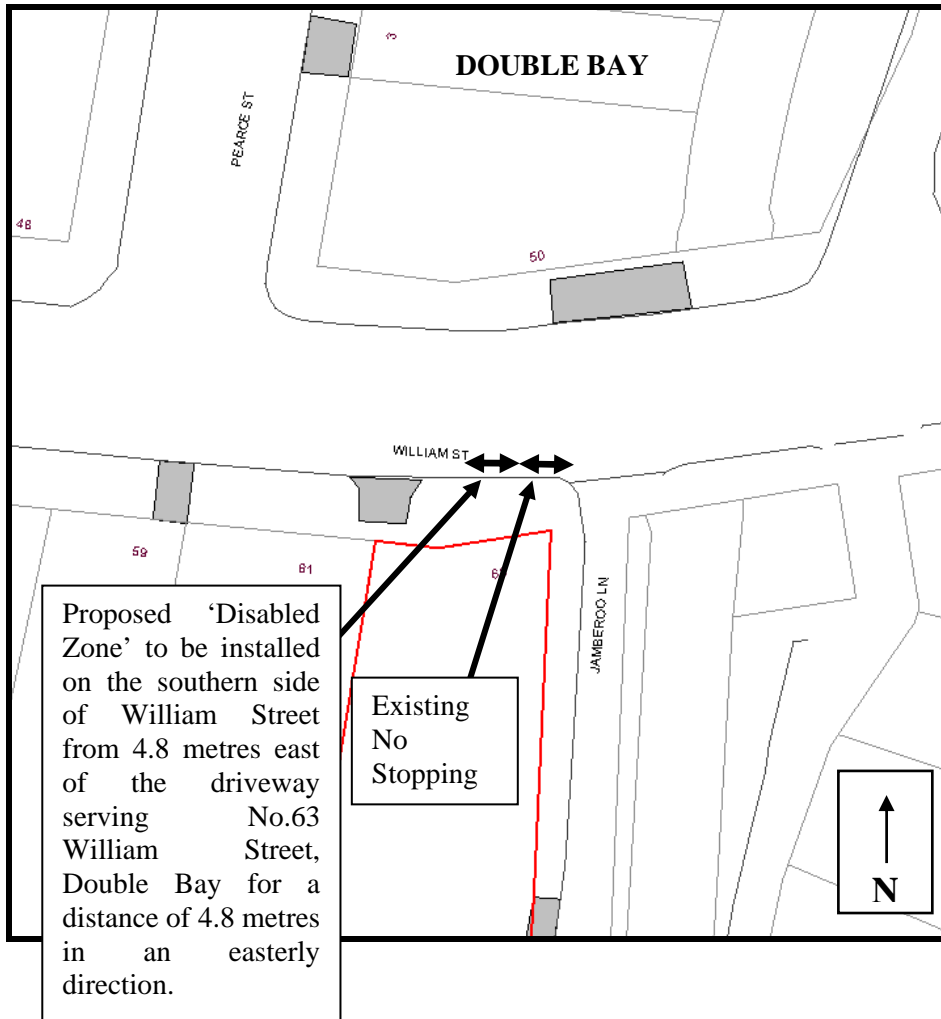 3
DOUBLE BAY
PEARCE ST
48
50
WILLIAM ST
59
61
JAMBEROO LN
Proposed ‘Disabled
Zone’ to be installed
on the southern side
of William Street
from 4.8 metres east
of the driveway
serving No.63
William Street,
Double Bay for a
distance of 4.8 metres
in an easterly
direction.
Existing
No
Stopping
N